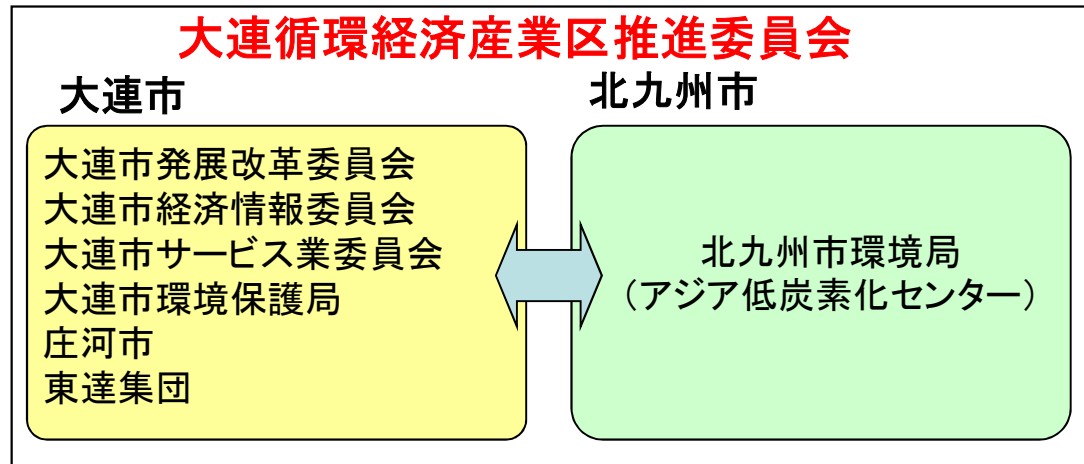 大連循環経済産業区推進委員会
大連市
大連市発展改革委員会
大連市経済情報委員会
大連市サービス業委員会
大連市環境保護局
庄河市
東達集団
北九州市
北九州市環境局
（アジア低炭素化センター）